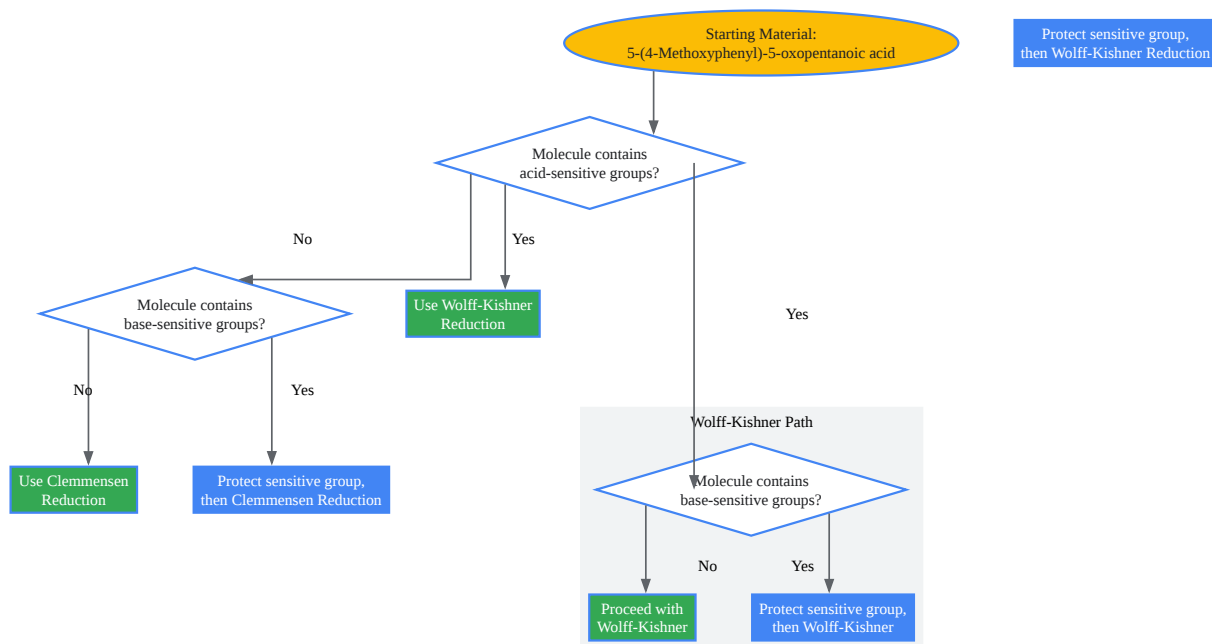 Starting Material:
5-(4-Methoxyphenyl)-5-oxopentanoic acid
Protect sensitive group,
then Wolff-Kishner Reduction
Molecule contains
acid-sensitive groups?
No
Yes
Molecule contains
base-sensitive groups?
Use Wolff-Kishner
Reduction
Yes
No
Yes
Wolff-Kishner Path
Use Clemmensen
Reduction
Protect sensitive group,
then Clemmensen Reduction
Molecule contains
base-sensitive groups?
No
Yes
Proceed with
Wolff-Kishner
Protect sensitive group,
then Wolff-Kishner